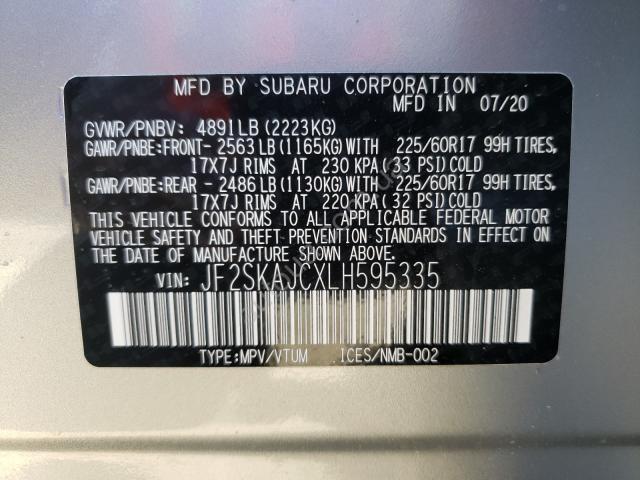 MFD BY SUBARU CORPORATION
MFD IN 07/20
GVWR/PNBV: 4891LB(2223KG)
GAWR/PNBE:FRONT-2563LB(1165KG)WITH 225/60R17 99H TIRES,
17X7J RIMS AT 230 KPA(33 PSI)COLD
GAWR/PNBE:REAR -2486LB(1130KG)WITH 225/60R17 99H TIRES,
17X7J RIMS AT 220 KPA(32 PSI)COLD
THIS VEHICLE CONFORMS TO ALL APPLICABLE FEDERAL MOTOR
VEHICLE SAFETY AND THEFT PREVENTION STANDARDS IN EFFECT
ON THE DATE OF MANUFACTURE SHOWN ABOVE.
VIN: JF2SKAJCXLH595335
TYPE:MPV/VTUM ICES/NMB-002